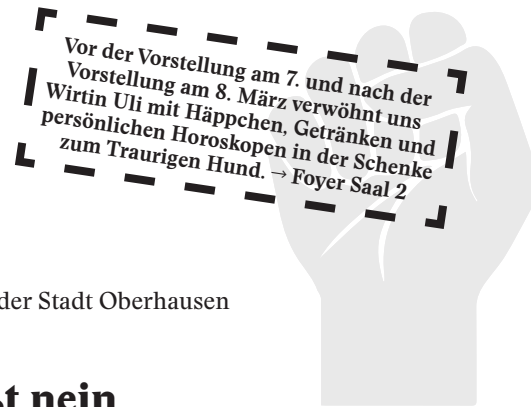 Vor der Vorstellung am 7. und nach der
Vorstellung am 8. März verwöhnt uns
Wirtin Uli mit Häppchen, Getränken und
persönlichen Horoskopen in der Schenke
zum Traurigen Hund. → Foyer Saal 2
der Stadt Oberhausen
nein